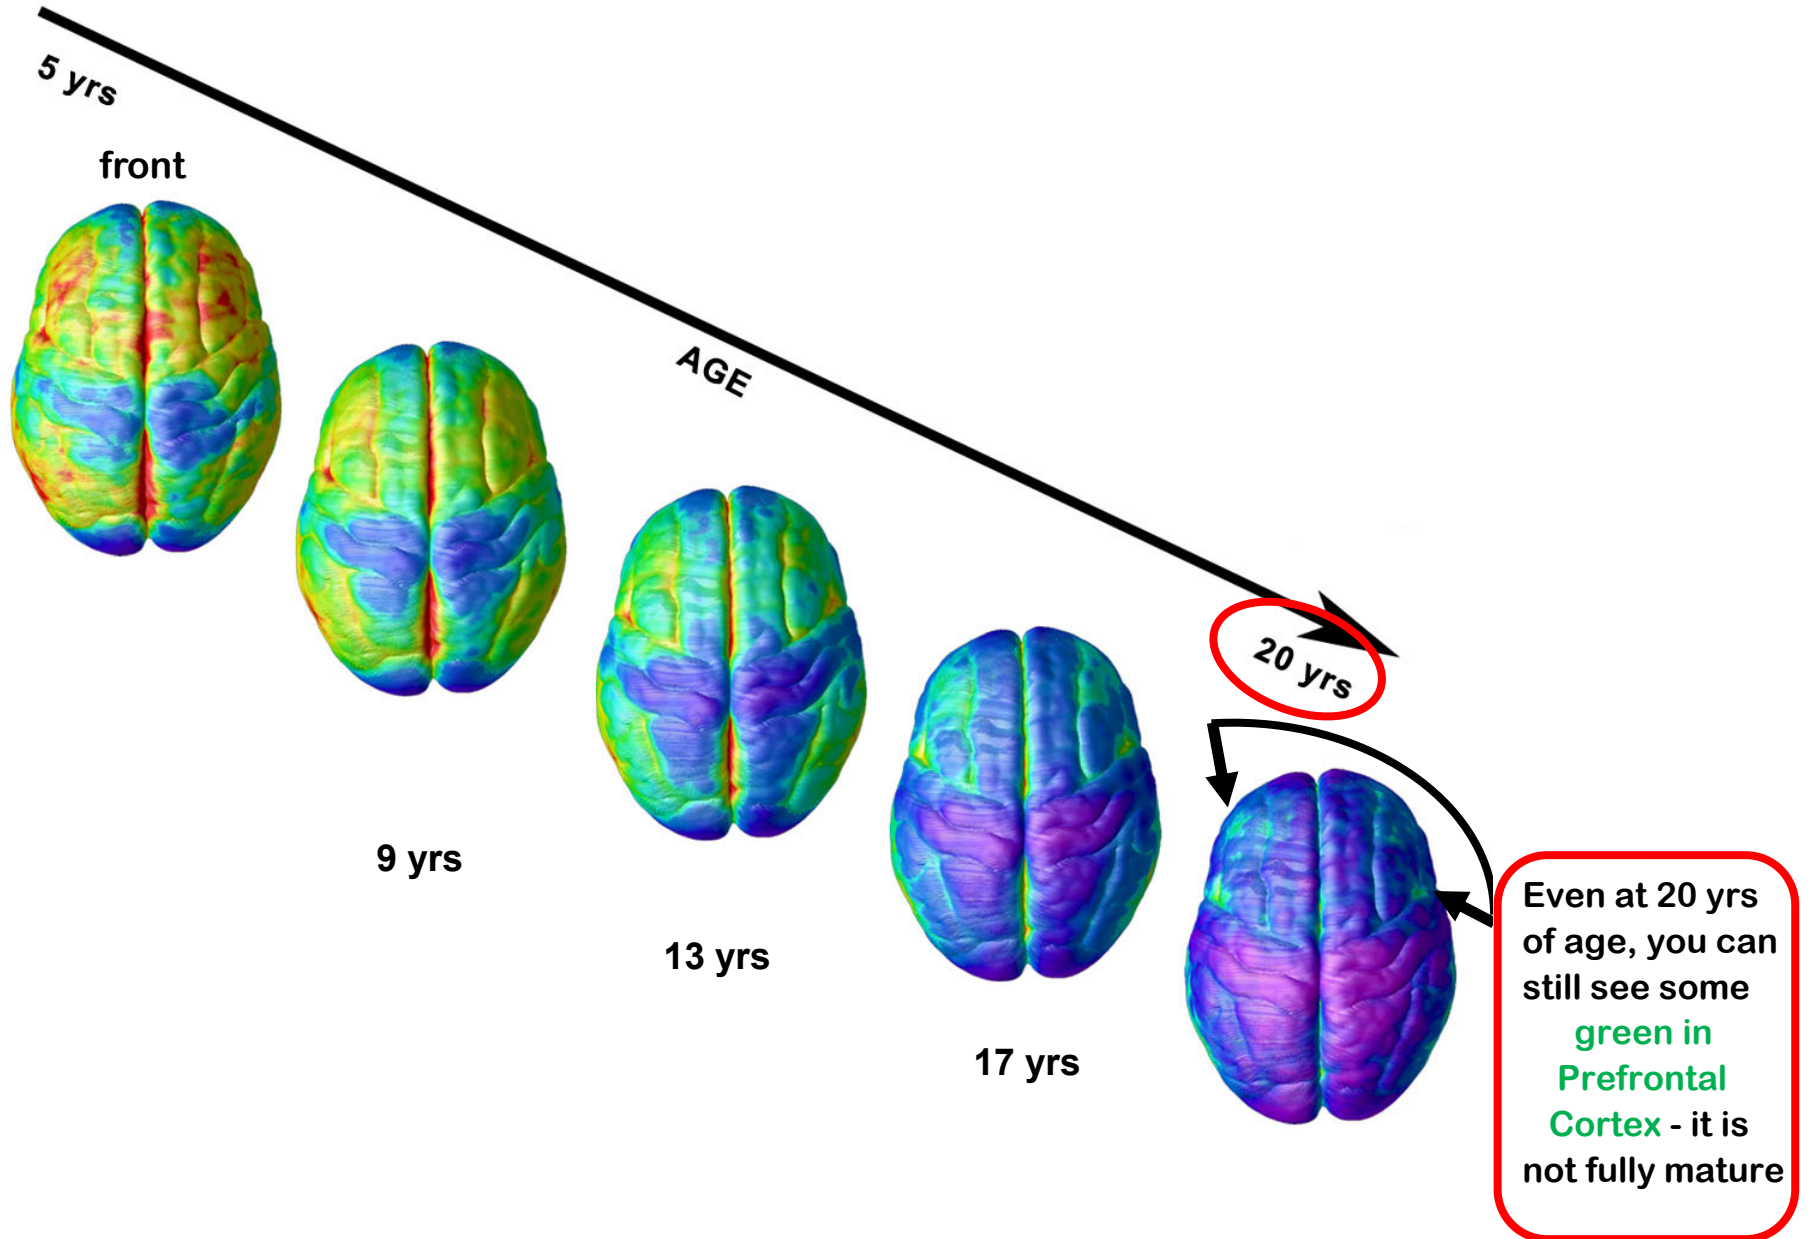 5 yrs
front
AGE
20 yrs
9 yrs
13 yrs
17 yrs
Even at 20 yrs
of age, you can
still see some
green in
Prefrontal
Cortex - it is
not fully mature